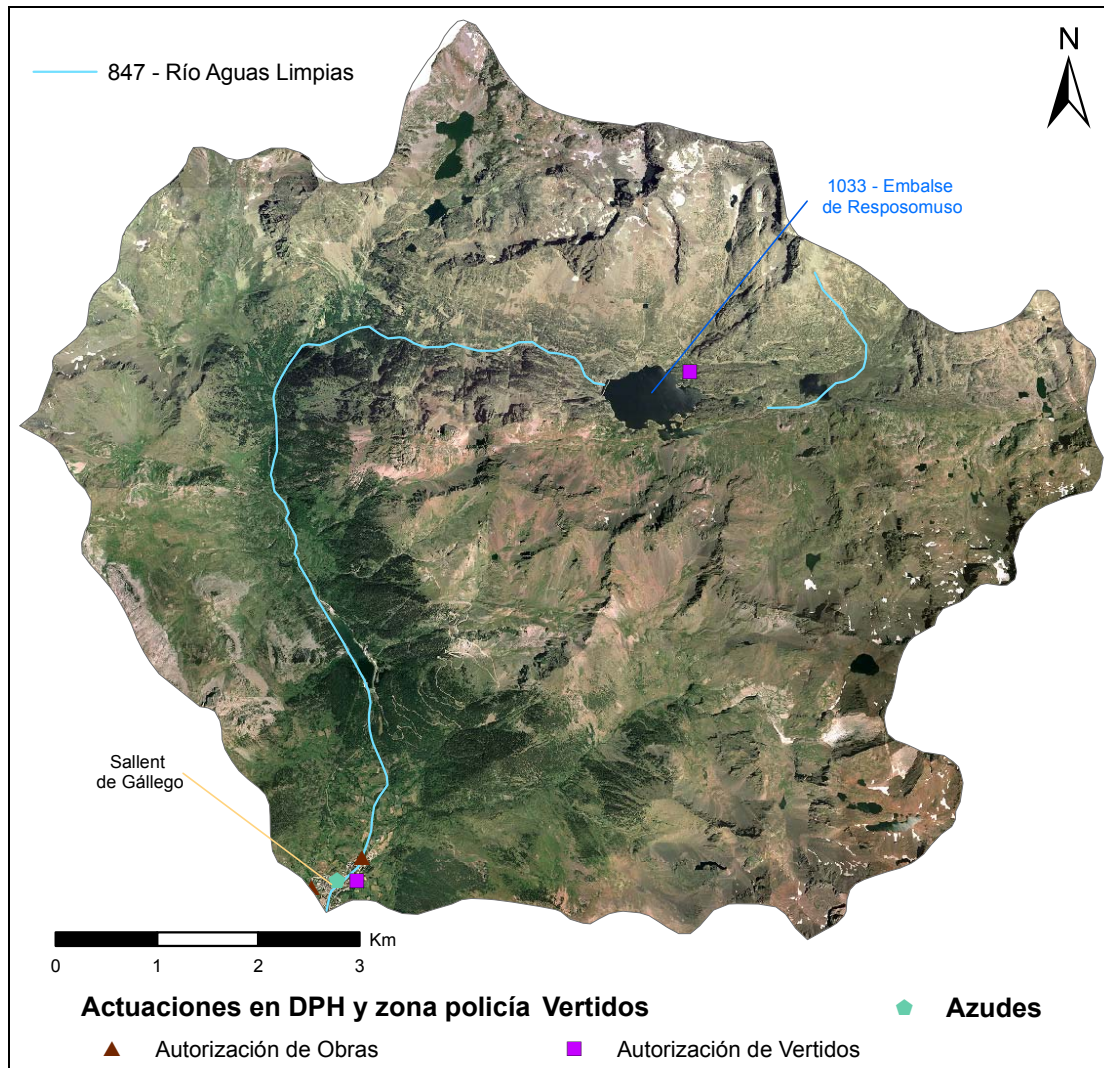 N
847 - Río Aguas Limpias
1033 - Embalse
de Resposomuso
Sallent
de Gállego
Km
0 1 2 3
Actuaciones en DPH y zona policía Vertidos Azudes
Autorización de Obras Autorización de Vertidos